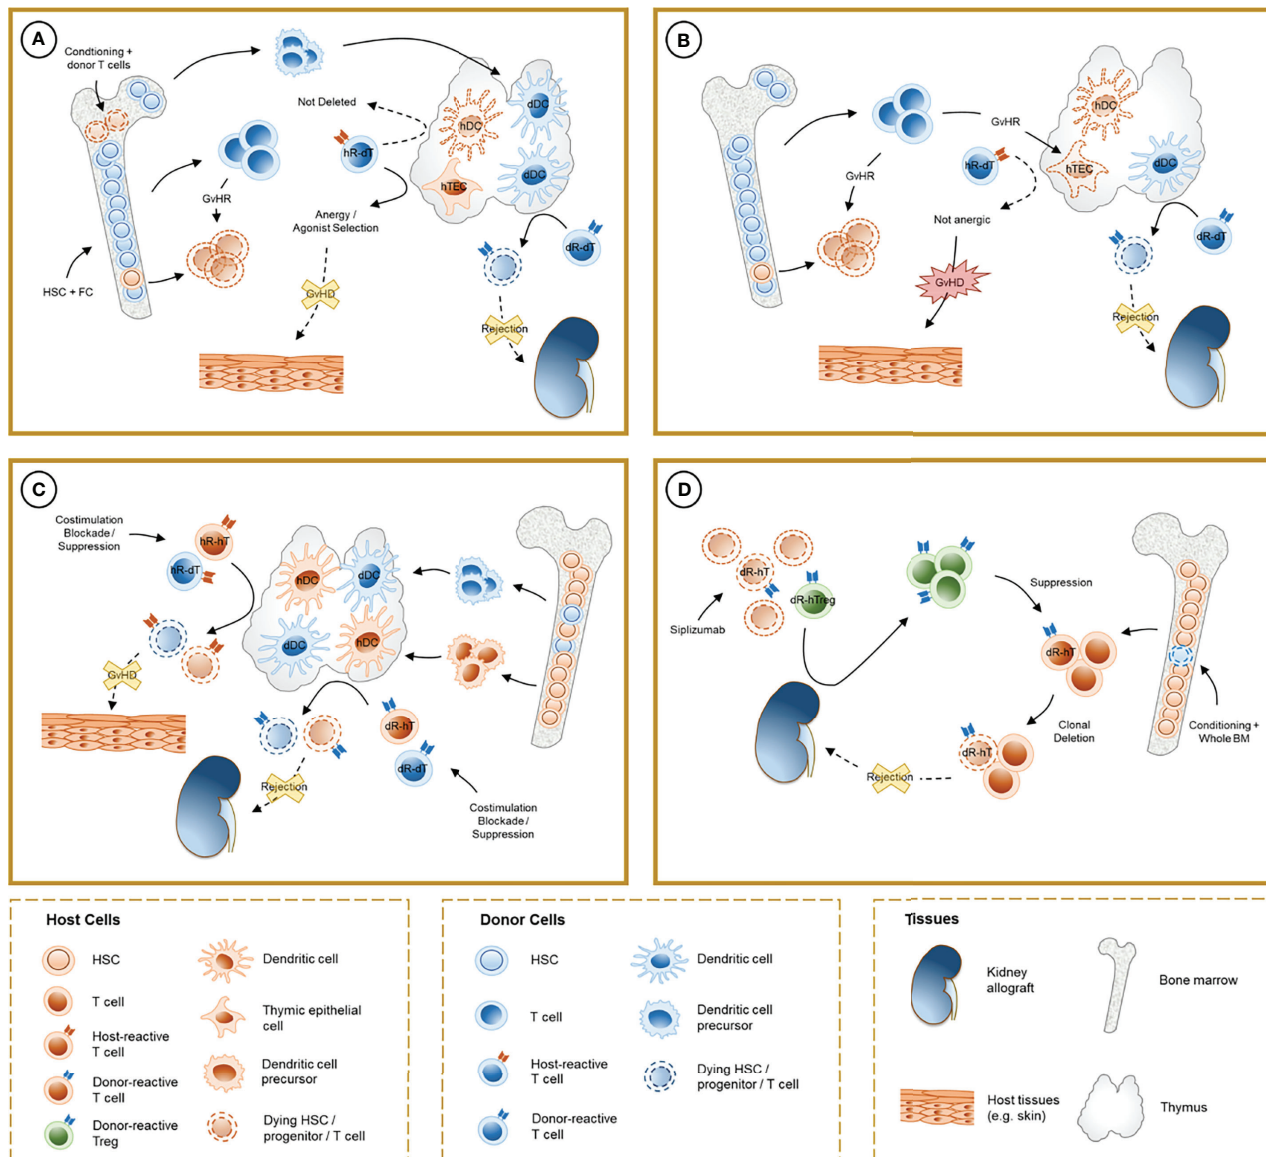 A
Condtioning +
donor T cells
Not Deleted
hDC
dDC
hR-dT
dDC
hTEC
GvHR
Anergy /
Agonist Selection
dR-dT
HSC + FC
GvHD
Rejection
B
GvHR
hDC
hR-dT
dDC
hTEC
GvHR
Not anergic
dR-dT
GvHD
Rejection
C
Costimulation
Blockade /
Suppression
hR-hT
hR-dT
hDC
dDC
dDC
hDC
GvHD
dR-hT
dR-dT
Rejection
Costimulation
Blockade /
Suppression
D
dR-hT
dR-hTreg
Siplizumab
Suppression
dR-hT
Clonal
Deletion
Conditioning +
Whole BM
dR-hT
Rejection
Host Cells
HSC
T cell
Host-reactive
T cell
Donor-reactive
T cell
Donor-reactive
Treg
Dendritic cell
Thymic epithelial
cell
Dendritic cell
precursor
Dying HSC /
progenitor / T cell
Donor Cells
HSC
T cell
Host-reactive
T cell
Donor-reactive
T cell
Dendritic cell
Dendritic cell
precursor
Dying HSC /
progenitor / T cell
Tissues
Kidney
allograft
Bone marrow
Host tissues
(e.g. skin)
Thymus